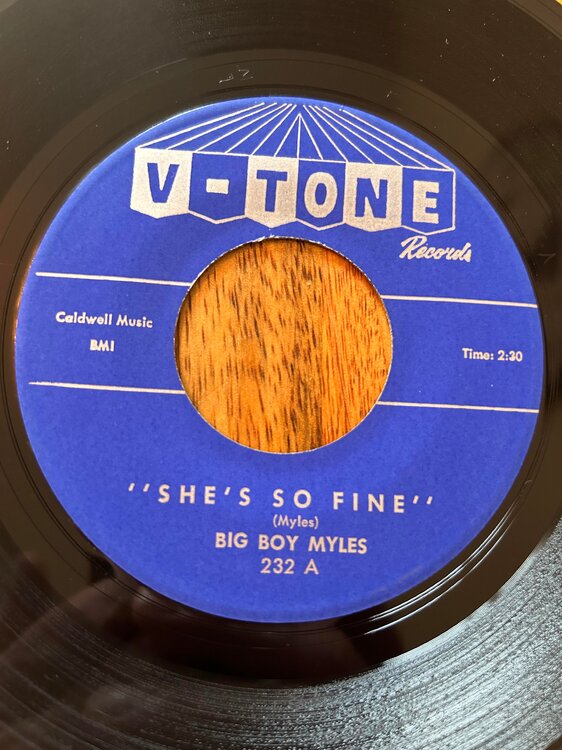 V-TONE
Records
Caldwell Music
BMI
Time: 2:30
"SHE'S SO FINE"
(Myles)
BIG BOY MYLES
232 A